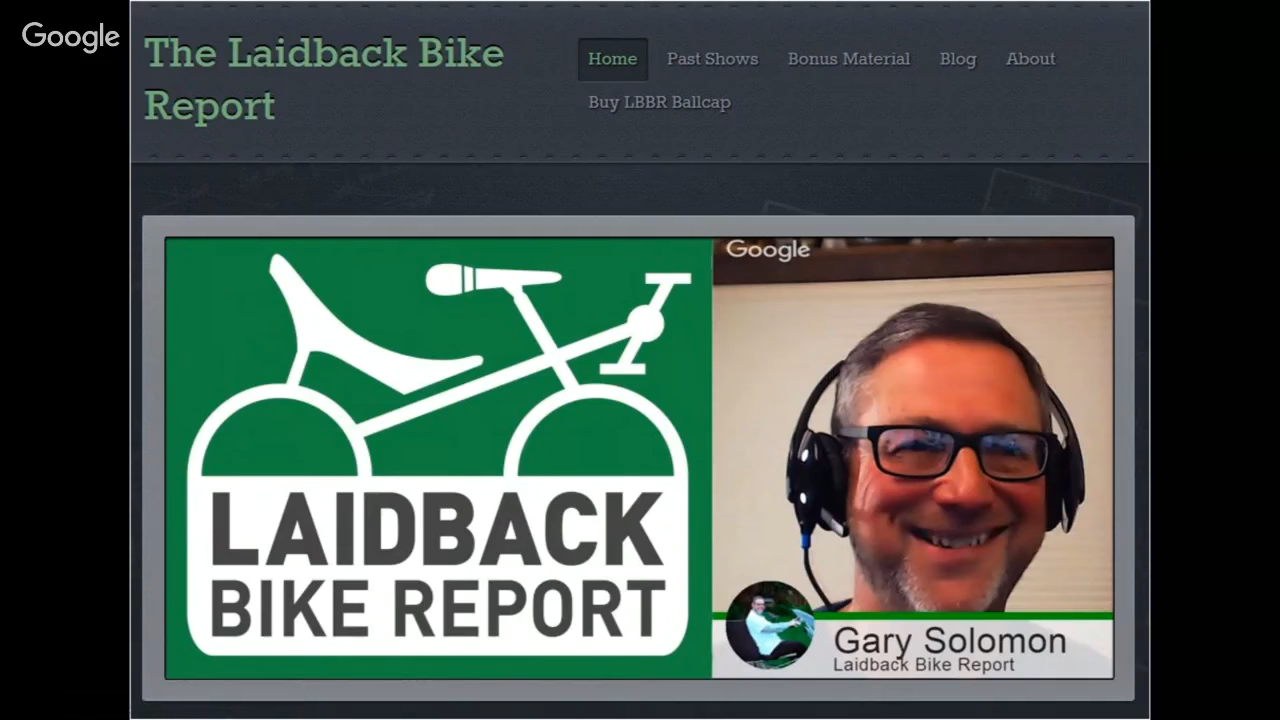 Google
The Laidback Bike
Report
Home Past Shows Bonus Material Blog About
Buy LBBR Ballcap
Google
LAIDBACK
BIKE REPORT
Gary Solomon
Laidback Bike Report